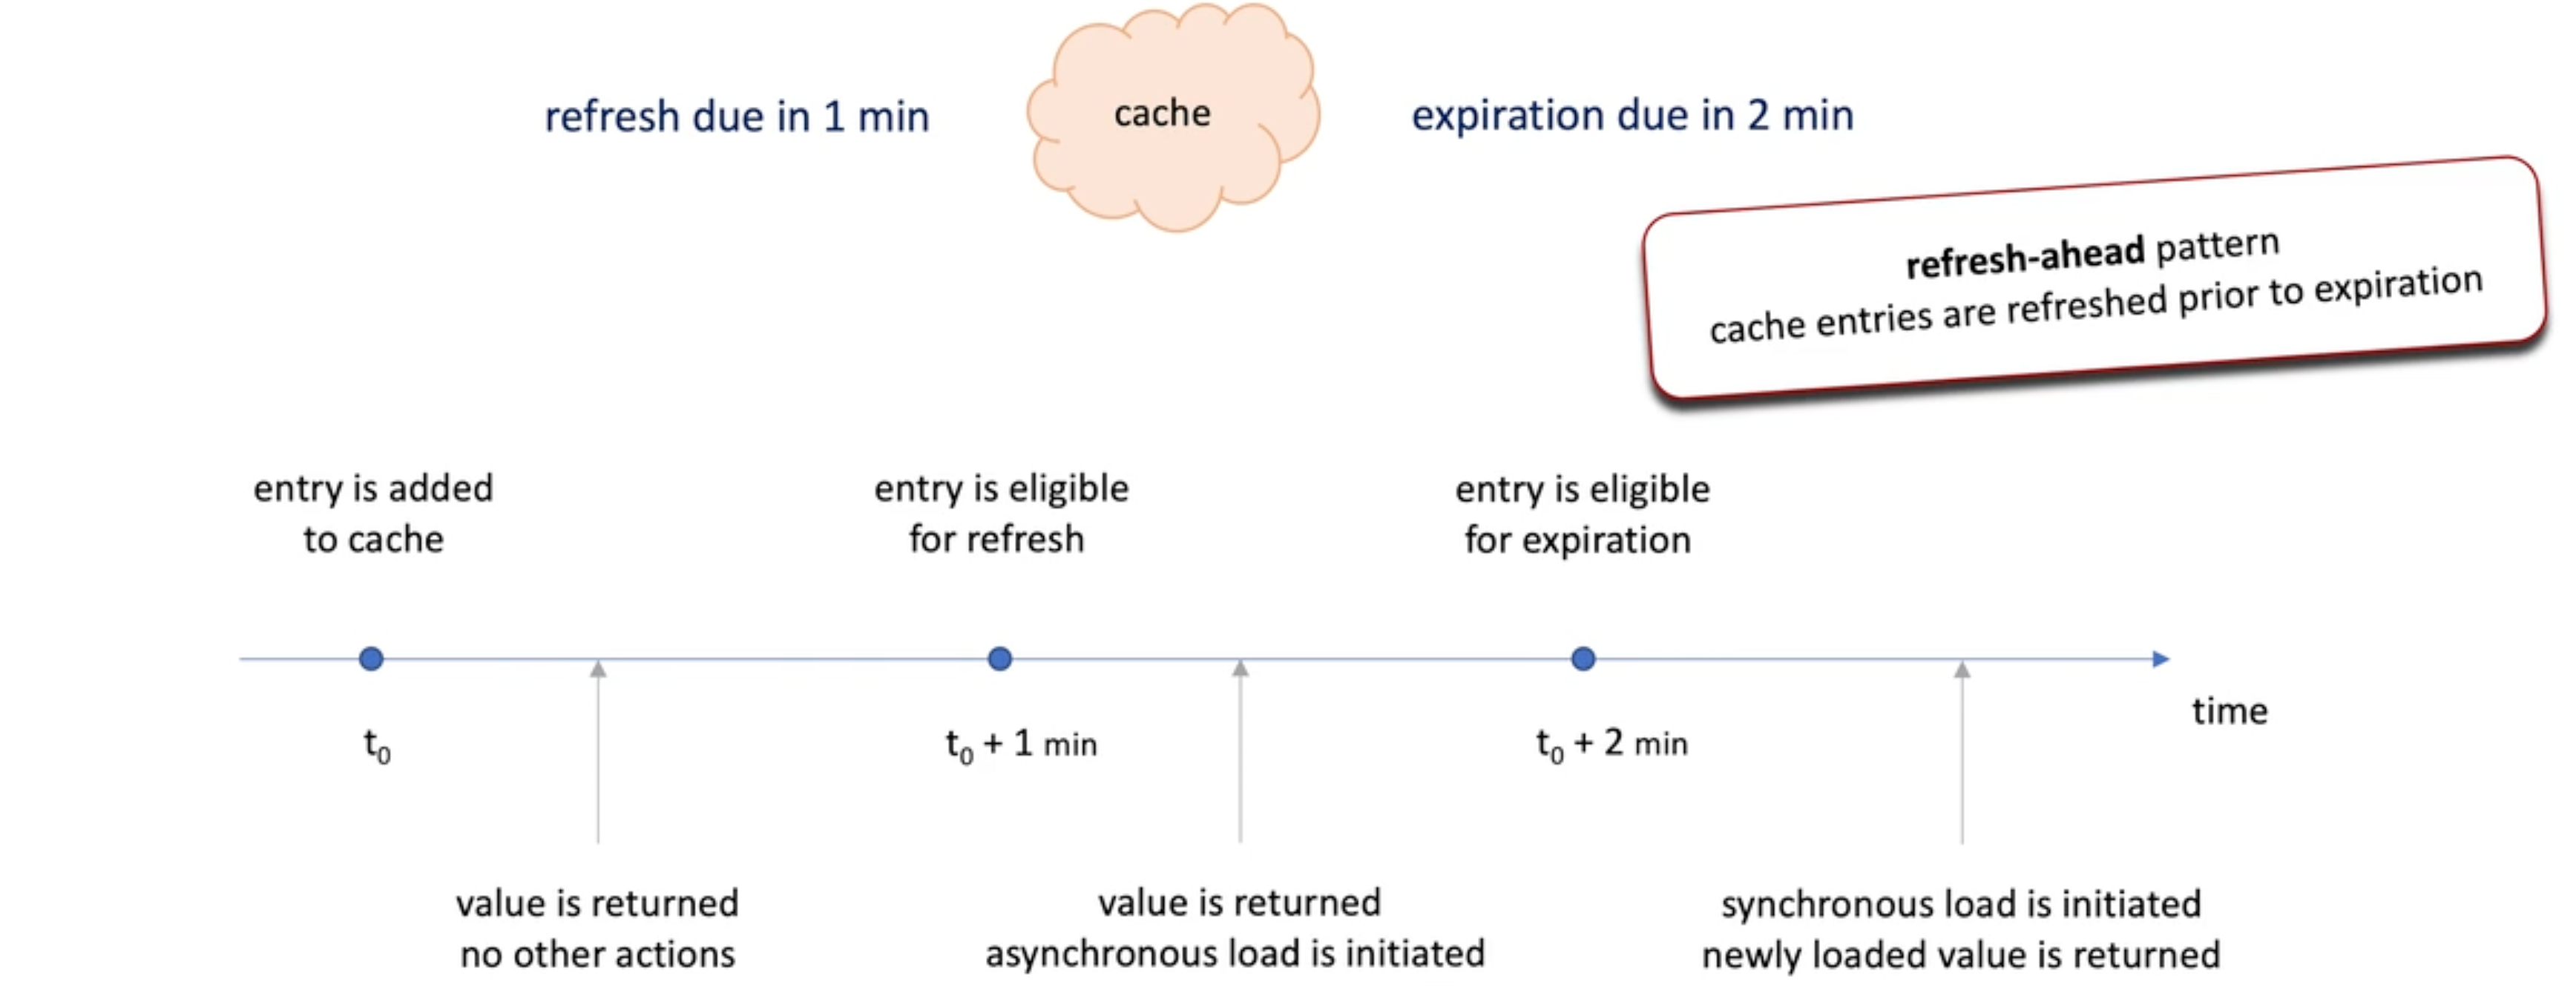 refresh due in 1 min
cache
expiration due in 2 min
refresh-ahead pattern
cache entries are refreshed prior to expiration
entry is added
to cache
entry is eligible
for refresh
entry is eligible
for expiration
t₀
t₀ + 1 min
t₀ + 2 min
time
value is returned
no other actions
value is returned
asynchronous load is initiated
synchronous load is initiated
newly loaded value is returned